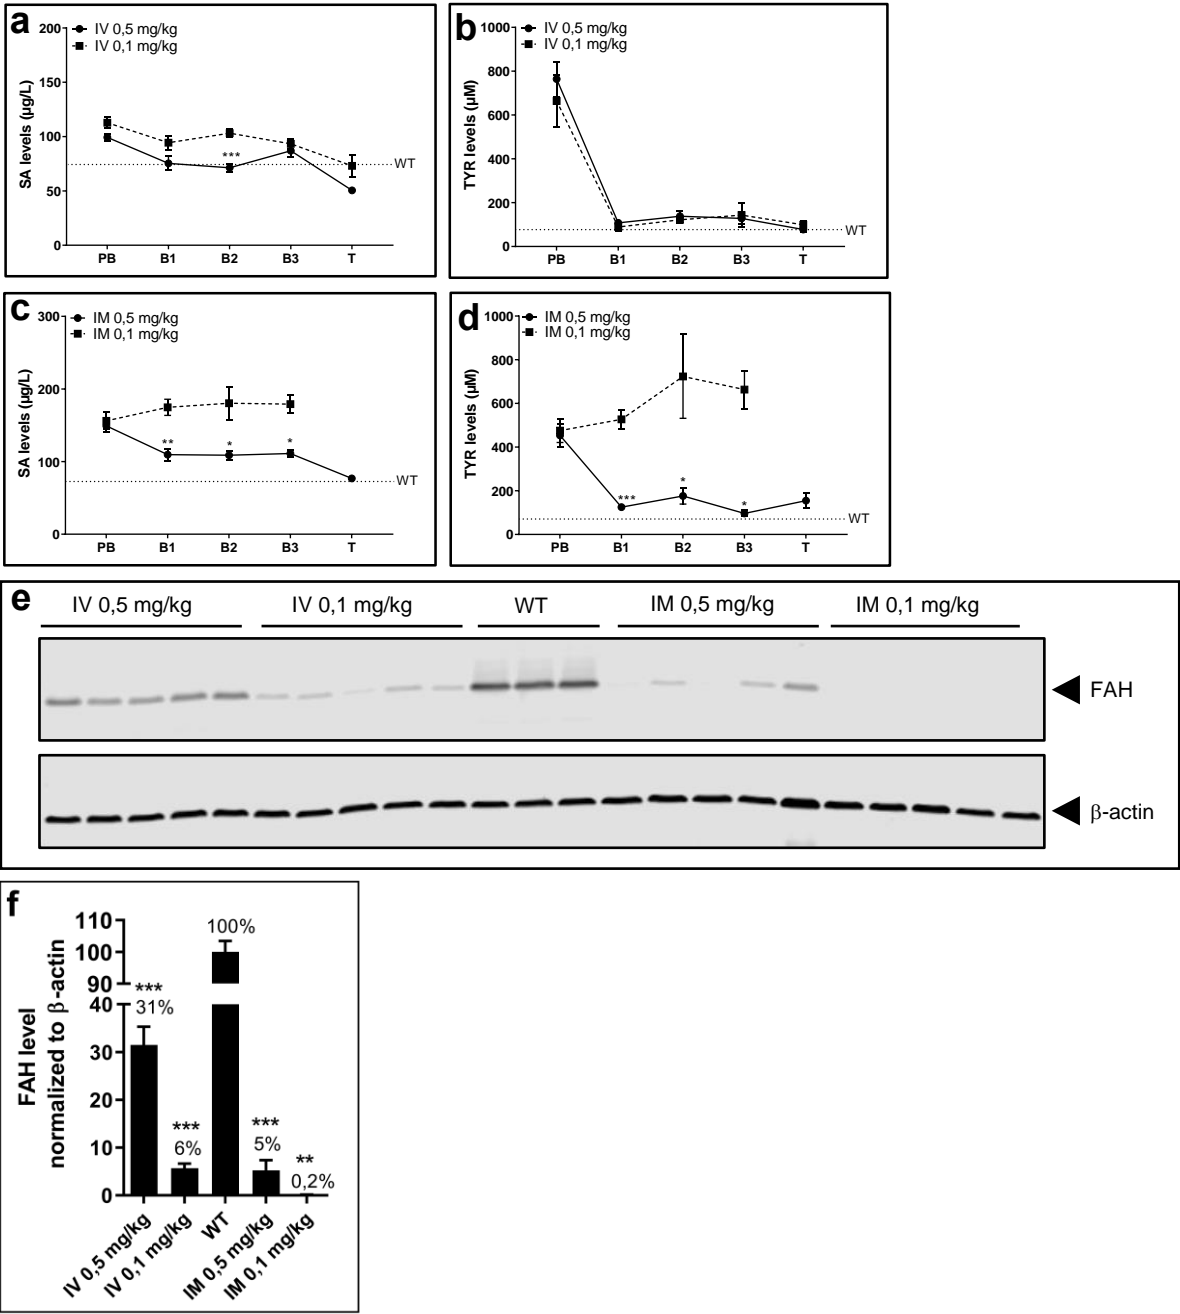 a
IV 0,5 mg/kg
IV 0,1 mg/kg
SA levels (µg/L)
200
150
100
50
0
***
WT
PB B1 B2 B3 T
b
IV 0,5 mg/kg
IV 0,1 mg/kg
TYR levels (µM)
1000
800
600
400
200
0
WT
PB B1 B2 B3 T
c
IM 0,5 mg/kg
IM 0,1 mg/kg
SA levels (µg/L)
300
200
100
0
** * *
WT
PB B1 B2 B3 T
d
IM 0,5 mg/kg
IM 0,1 mg/kg
TYR levels (µM)
1000
800
600
400
200
0
*** * *
WT
PB B1 B2 B3 T
e
IV 0,5 mg/kg IV 0,1 mg/kg WT IM 0,5 mg/kg IM 0,1 mg/kg
FAH
β-actin
f
FAH level
normalized to β-actin
110
100
90
40
30
20
10
0
***
31%
***
6%
100%
***
5%
**
0,2%
IV 0,5 mg/kg
IV 0,1 mg/kg
WT
IM 0,5 mg/kg
IM 0,1 mg/kg